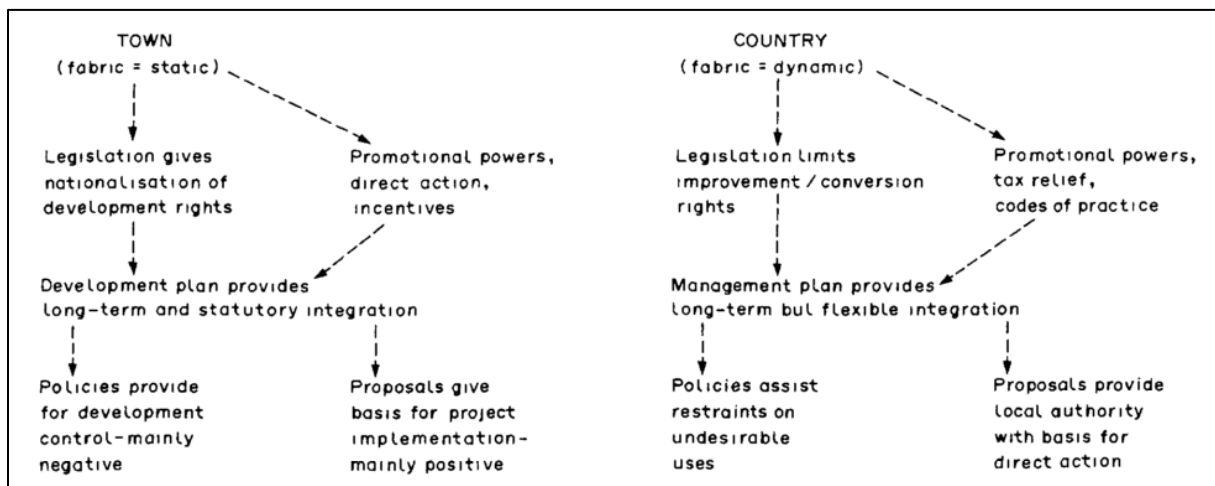 TOWN
(fabric = static)
Legislation gives
nationalisation of
development rights
Promotional powers,
direct action,
incentives
Development plan provides
long-term and statutory integration
Policies provide
for development
control-mainly
negative
Proposals give
basis for project
implementation-
mainly positive
COUNTRY
(fabric = dynamic)
Legislation limits
improvement / conversion
rights
Promotional powers,
tax relief,
codes of practice
Management plan provides
long-term but flexible integration
Policies assist
restraints on
undesirable
uses
Proposals provide
local authority
with basis for
direct action